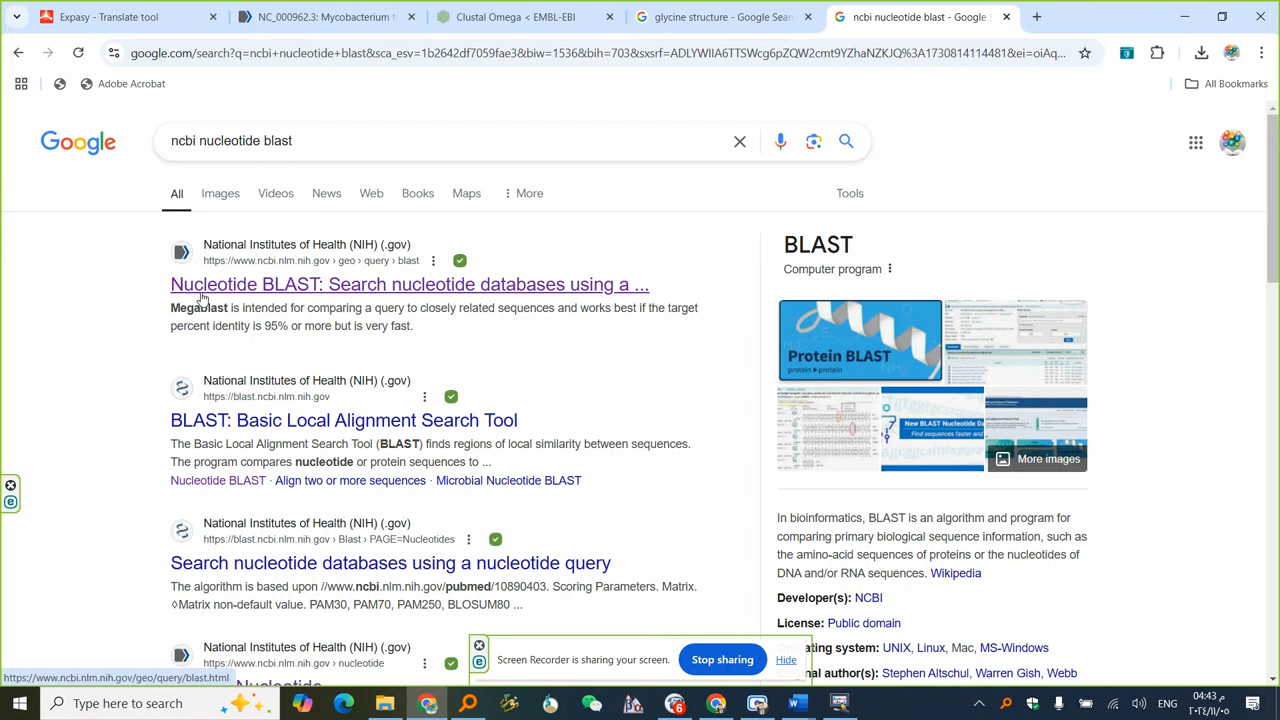 Expasy - Translate tool
NC_000962.3: Mycobacterium t
Clustal Omega < EMBL-EBI
glycine structure - Google Sear
ncbi nucleotide blast - Google S
google.com/search?q=ncbi+nucleotide+blast&sca_esv=1b2642df7059fae3&biw=1536&bih=703&sxsrf=ADLYWIIA6TTSWcg6pZQW2cmt9YZhaNZKJQ%3A1730814114481&ei=oiAq...
Adobe Acrobat
All Bookmarks
Google
ncbi nucleotide blast
All
Images
Videos
News
Web
Books
Maps
More
Tools
National Institutes of Health (NIH) (.gov)
https://www.ncbi.nlm.nih.gov › geo › query › blast
Nucleotide BLAST: Search nucleotide databases using a ...
Megablast is intended for comparing a query to closely related sequences and works best if the target
percent identity is 95% or more but is very fast.
National Institutes of Health (NIH) (.gov)
https://blast.ncbi.nlm.nih.gov
BLAST: Basic Local Alignment Search Tool
The Basic Local Alignment Search Tool (BLAST) finds regions of local similarity between sequences.
The program compares nucleotide or protein sequences to ...
Nucleotide BLAST · Align two or more sequences · Microbial Nucleotide BLAST
National Institutes of Health (NIH) (.gov)
https://blast.ncbi.nlm.nih.gov › Blast › PAGE=Nucleotides
Search nucleotide databases using a nucleotide query
The algorithm is based upon //www.ncbi.nlm.nih.gov/pubmed/10890403. Scoring Parameters. Matrix.
◊Matrix non-default value. PAM30, PAM70, PAM250, BLOSUM80 ...
National Institutes of Health (NIH) (.gov)
https://www.ncbi.nlm.nih.gov › nucleotide
BLAST
Computer program
Protein BLAST
protein ▸ protein
New BLAST Nucleotide Da
Find sequences faster and
More images
In bioinformatics, BLAST is an algorithm and program for
comparing primary biological sequence information, such as
the amino-acid sequences of proteins or the nucleotides of
DNA and/or RNA sequences. Wikipedia
Developer(s): NCBI
License: Public domain
ting system: UNIX, Linux, Mac, MS-Windows
nal author(s): Stephen Altschul, Warren Gish, Webb
Screen Recorder is sharing your screen.
Stop sharing
Hide
https://www.ncbi.nlm.nih.gov/geo/query/blast.html
Type here to search
ENG
04:43 م
٢٠٢٤/١١/٠٥